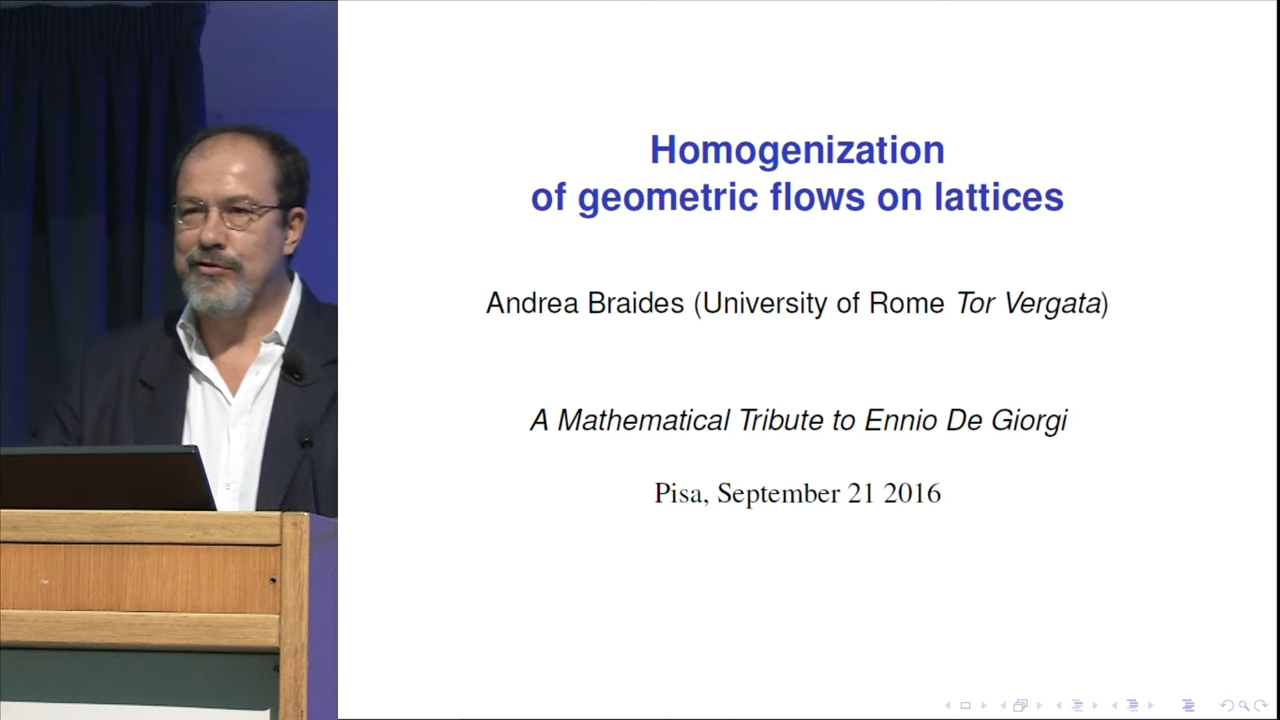 Homogenization
of geometric flows on lattices
Andrea Braides (University of Rome Tor Vergata)
A Mathematical Tribute to Ennio De Giorgi
Pisa, September 21 2016